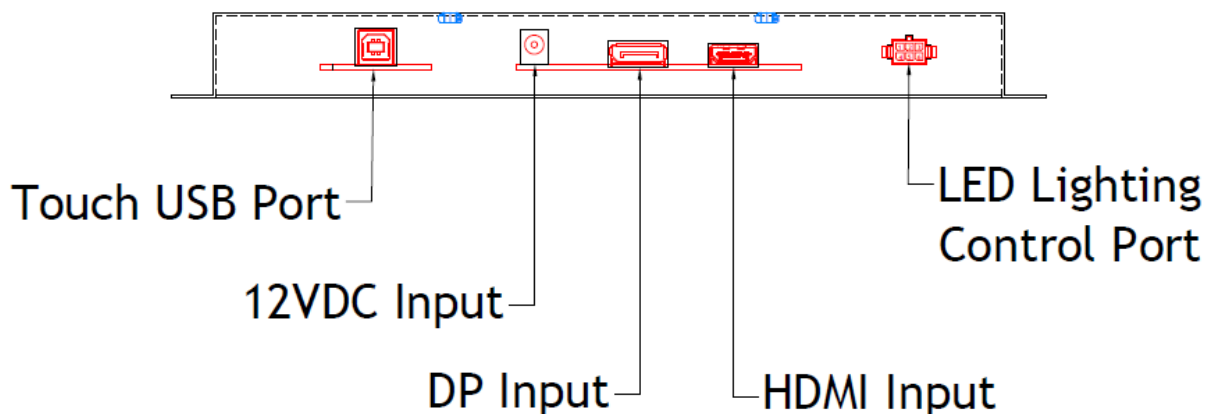 Touch USB Port
LED Lighting
Control Port
12VDC Input
DP Input
HDMI Input